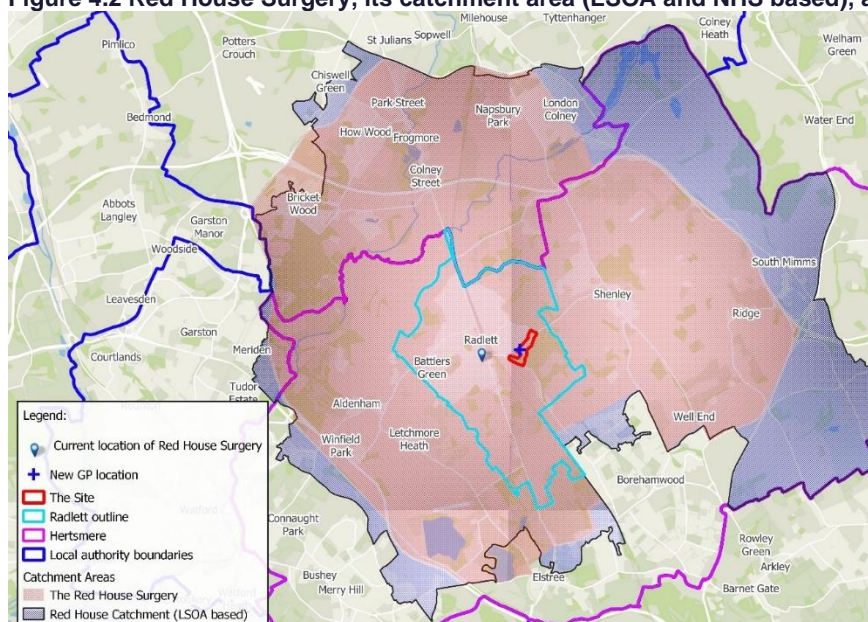 Figure 4.2 Red House Surgery, its catchment area (LSOA and NHS based), a
Pimlico
Potters
Crouch
St Julians
Sopwell
Milehouse
Tyttenhanger
Colney
Heath
Welham
Green
Chiswell
Green
Bedmond
Park Street
Napsbury
Park
London
Colney
Water End
How Wood
Frogmore
Colney
Street
Abbots
Langley
Bricket
Wood
Garston
Manor
Woodside
South Mimms
Leavesden
Shenley
Ridge
Garston
Radlett
Courtlands
Meriden
Battlers
Green
Tudor
Estate
Aldenham
Well End
Letchmore
Heath
Winfield
Park
Borehamwood
Connaught
Park
Rowley
Green
Arkley
Bushey
Merry Hill
Elstree
Barnet Gate
Legend:
Current location of Red House Surgery
New GP location
The Site
Radlett outline
Hertsmere
Local authority boundaries
Catchment Areas
The Red House Surgery
Red House Catchment (LSOA based)